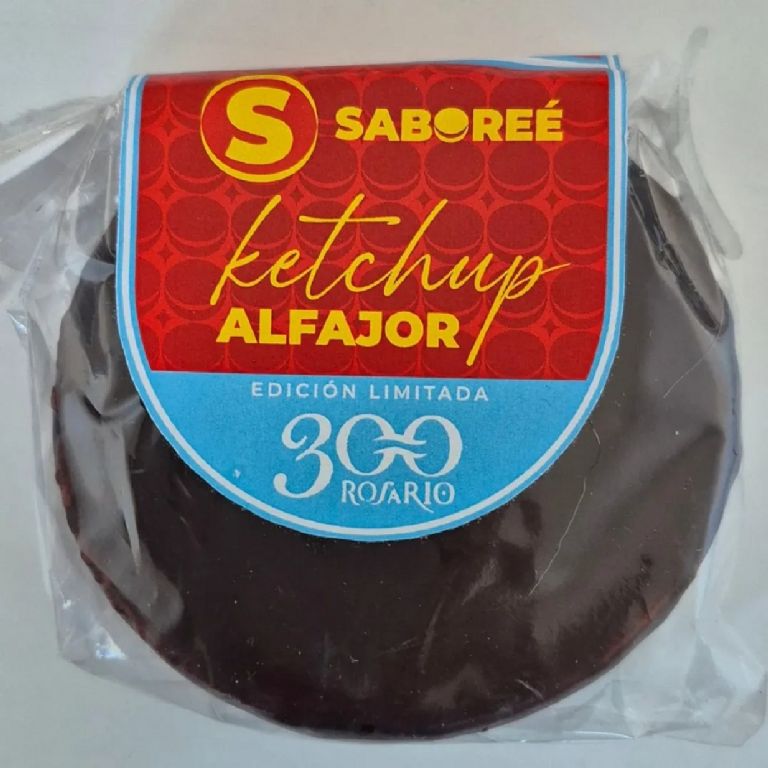 S SABOREÉ
ketchup
ALFAJOR
EDICIÓN LIMITADA
300
ROSARIO